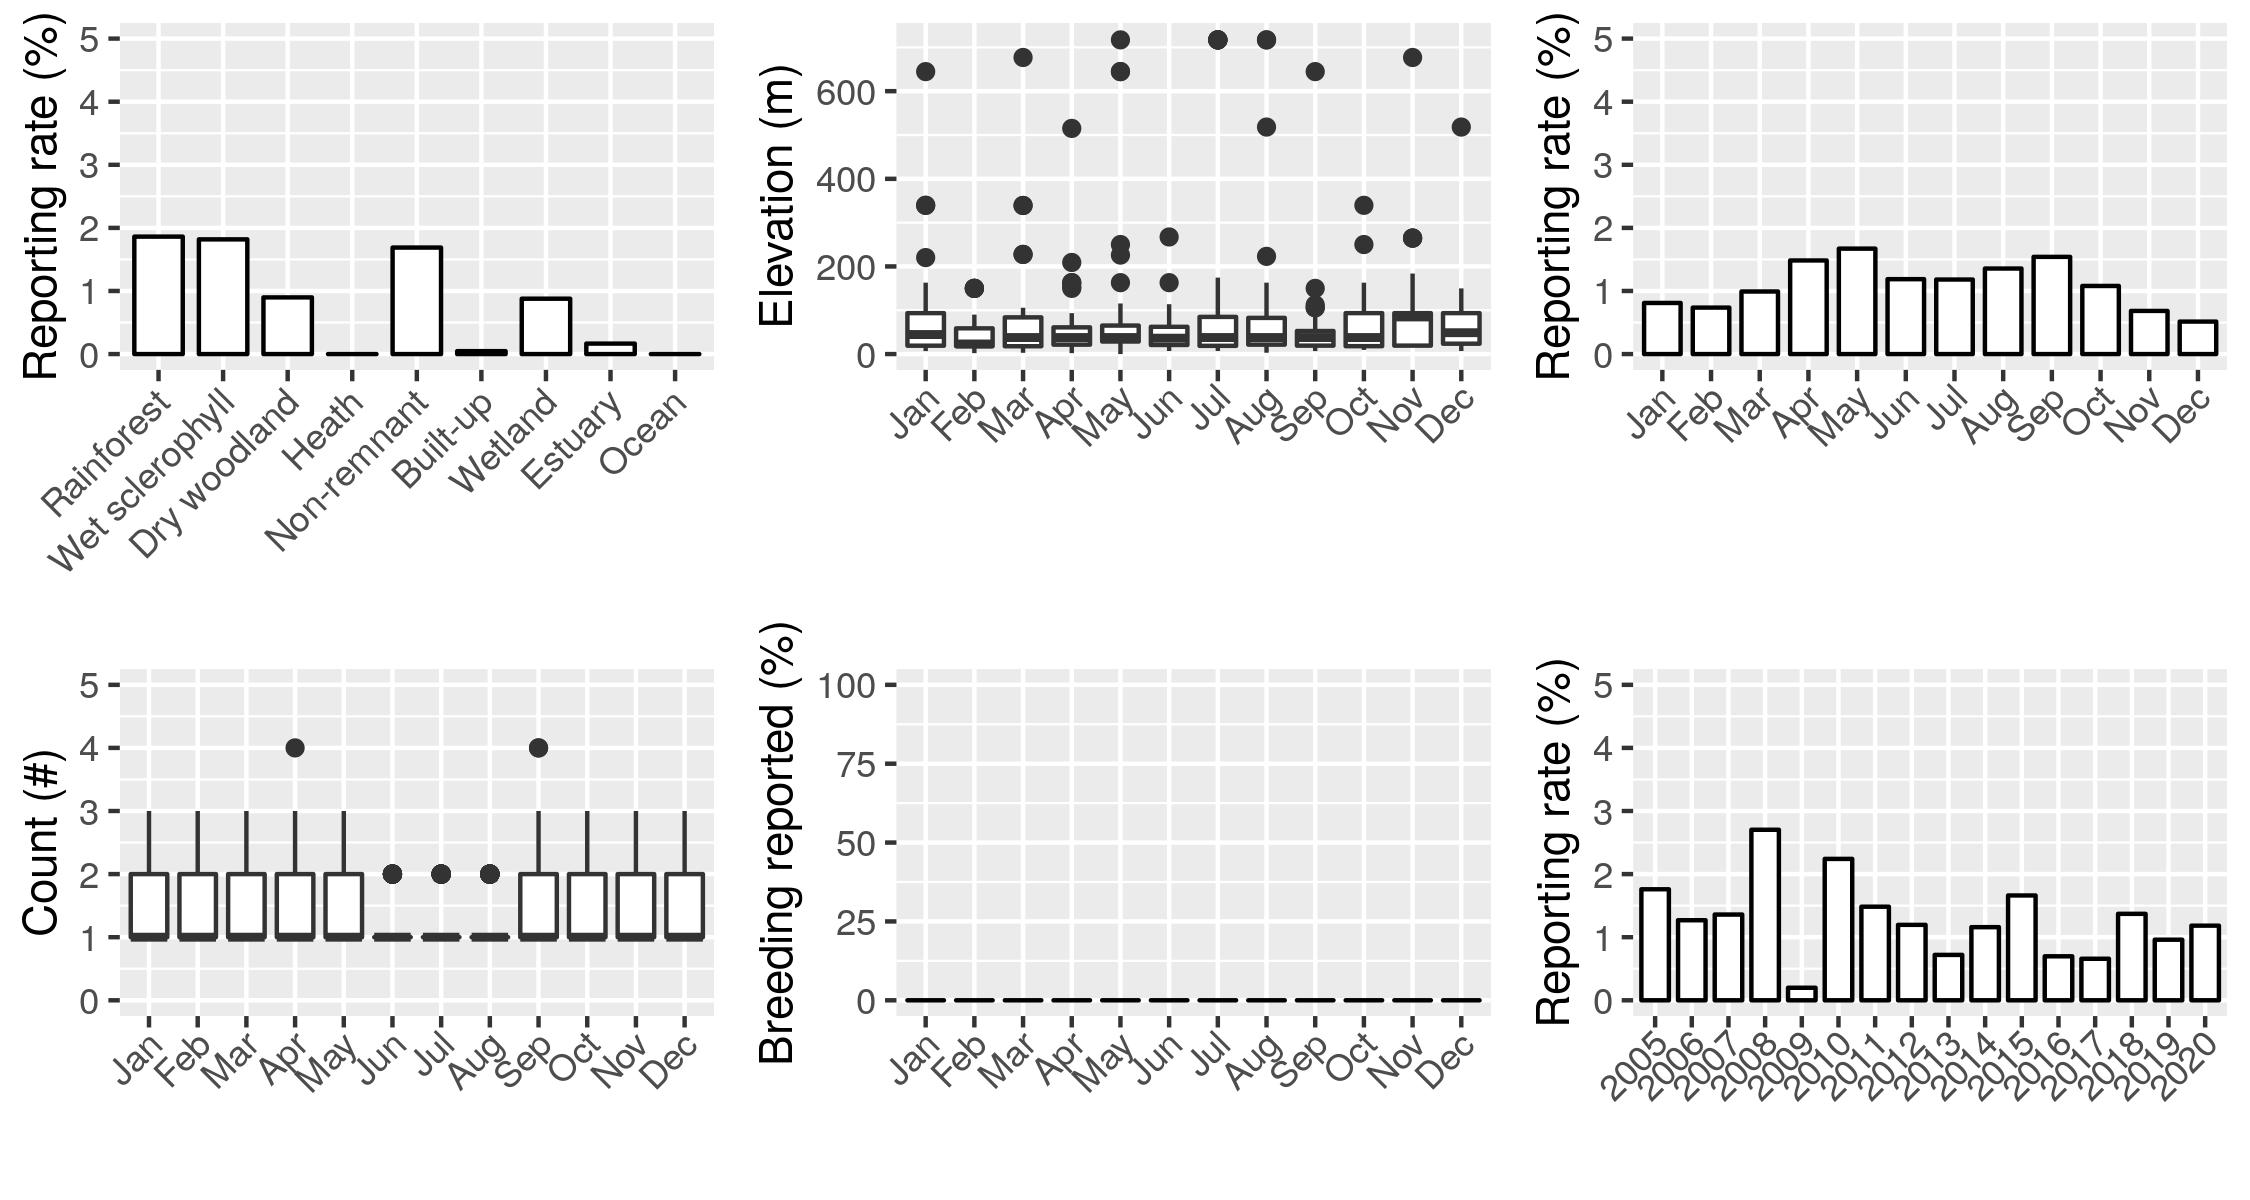 Reporting rate (%)
5
4
3
2
1
0
Rainforest
Wet sclerophyll
Dry woodland
Heath
Non-remnant
Built-up
Wetland
Estuary
Ocean
Elevation (m)
600
400
200
0
Jan
Feb
Mar
Apr
May
Jun
Jul
Aug
Sep
Oct
Nov
Dec
Reporting rate (%)
5
4
3
2
1
0
Jan
Feb
Mar
Apr
May
Jun
Jul
Aug
Sep
Oct
Nov
Dec
Count (#)
5
4
3
2
1
0
Jan
Feb
Mar
Apr
May
Jun
Jul
Aug
Sep
Oct
Nov
Dec
Breeding reported (%)
100
75
50
25
0
Jan
Feb
Mar
Apr
May
Jun
Jul
Aug
Sep
Oct
Nov
Dec
Reporting rate (%)
5
4
3
2
1
0
2005
2006
2007
2008
2009
2010
2011
2012
2013
2014
2015
2016
2017
2018
2019
2020